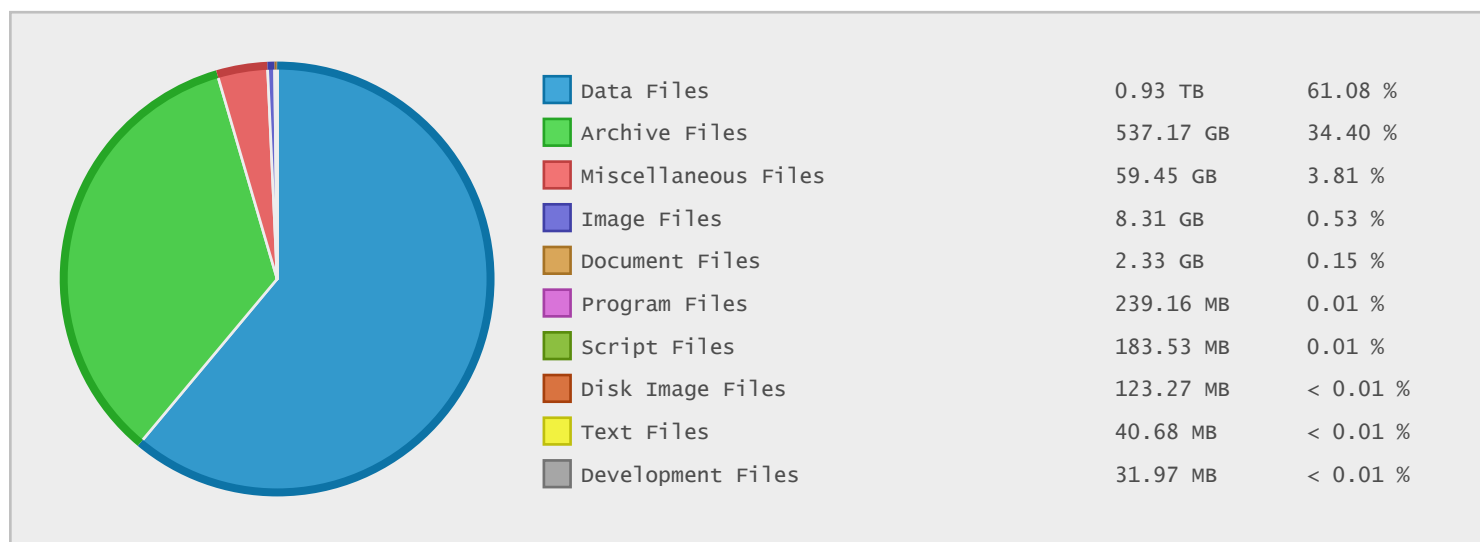 Data Files 0.93 TB 61.08 %
Archive Files 537.17 GB 34.40 %
Miscellaneous Files 59.45 GB 3.81 %
Image Files 8.31 GB 0.53 %
Document Files 2.33 GB 0.15 %
Program Files 239.16 MB 0.01 %
Script Files 183.53 MB 0.01 %
Disk Image Files 123.27 MB < 0.01 %
Text Files 40.68 MB < 0.01 %
Development Files 31.97 MB < 0.01 %